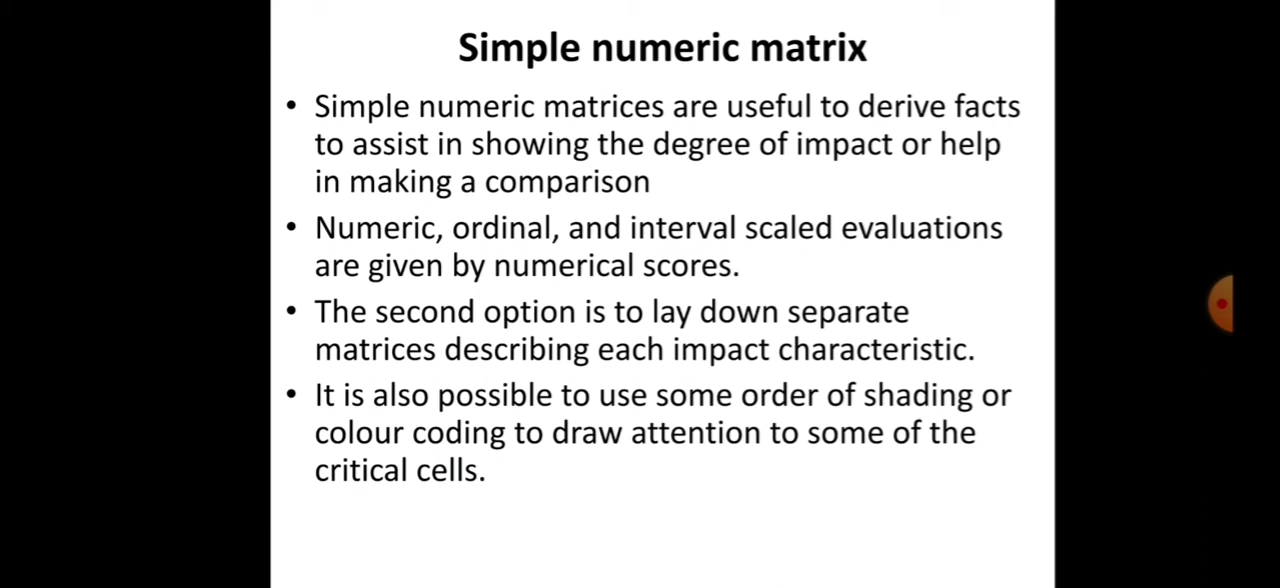 Simple numeric matrix
• Simple numeric matrices are useful to derive facts
to assist in showing the degree of impact or help
in making a comparison
• Numeric, ordinal, and interval scaled evaluations
are given by numerical scores.
• The second option is to lay down separate
matrices describing each impact characteristic.
• It is also possible to use some order of shading or
colour coding to draw attention to some of the
critical cells.